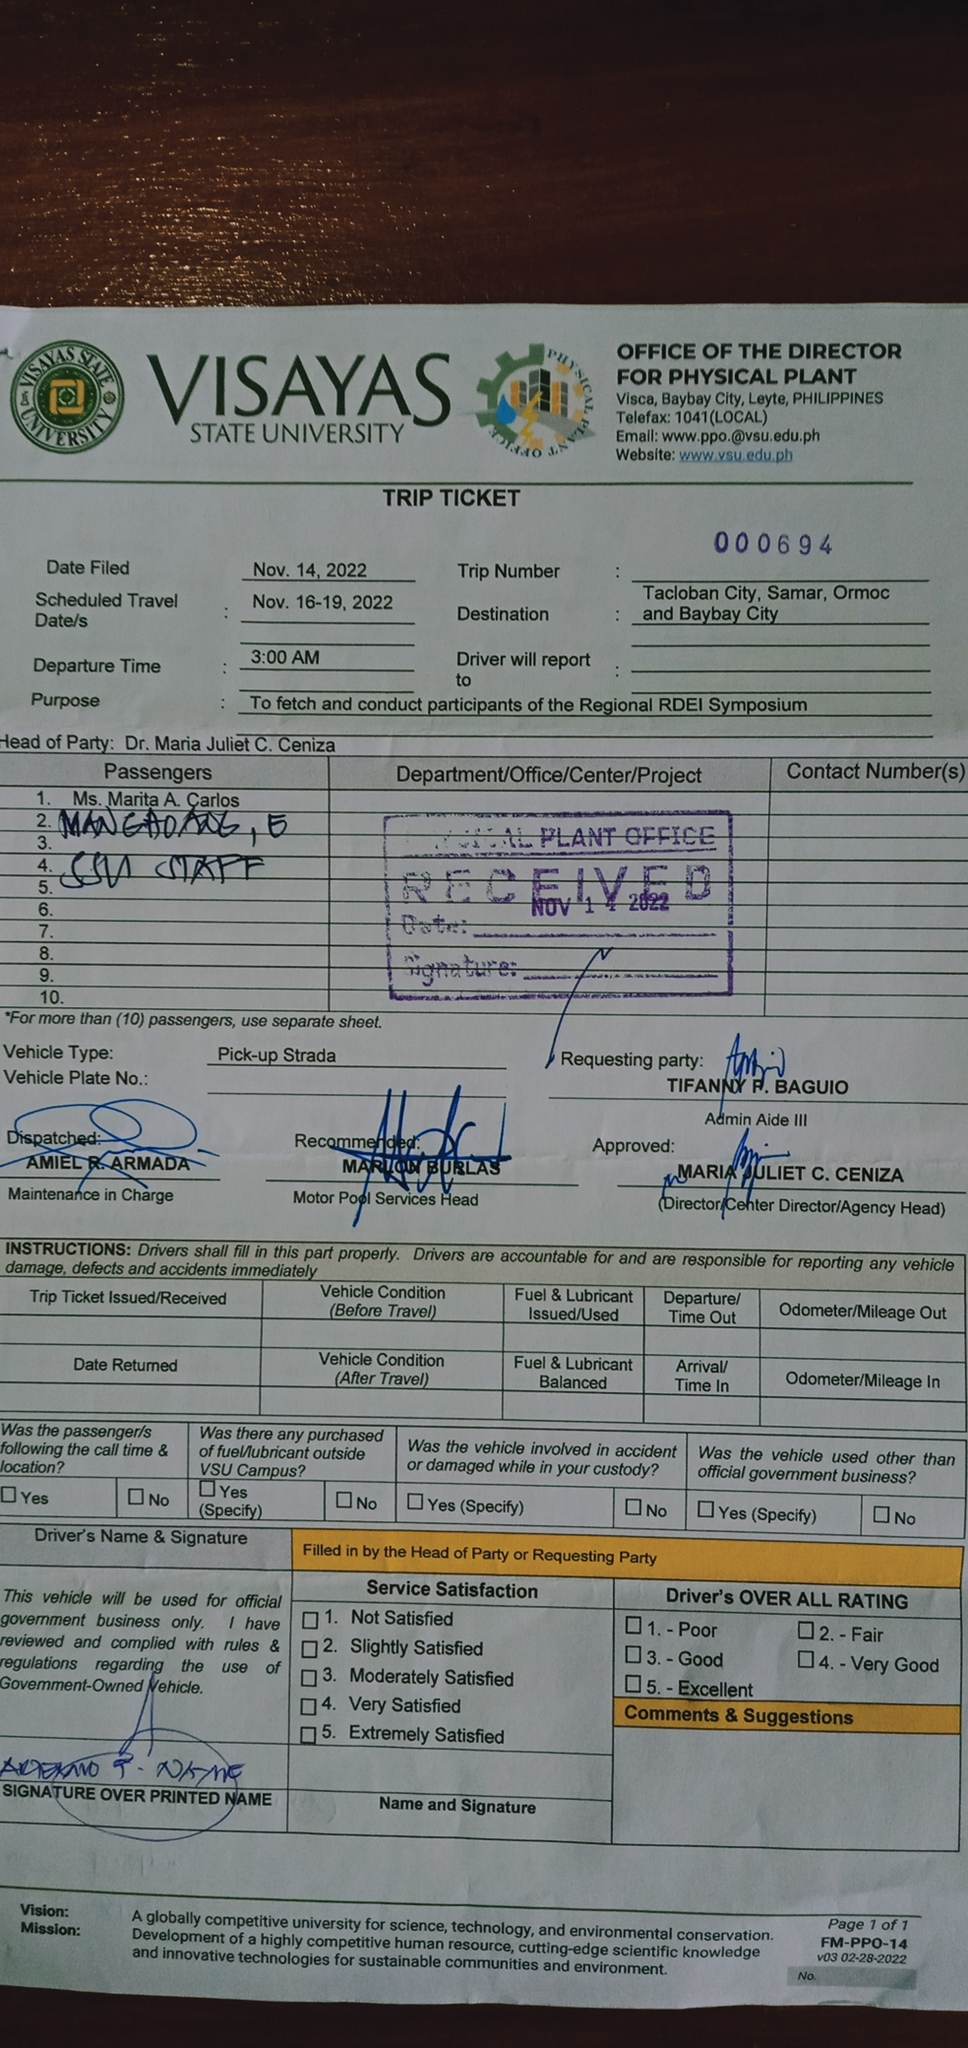 VISAYAS STATE UNIVERSITY
VISAYAS
STATE UNIVERSITY
PHYSICAL PLANT OFFICE
OFFICE OF THE DIRECTOR
FOR PHYSICAL PLANT
Visca, Baybay City, Leyte, PHILIPPINES
Telefax: 1041(LOCAL)
Email: www.ppo.@vsu.edu.ph
Website: www.vsu.edu.ph
TRIP TICKET
000694
Date Filed Nov. 14, 2022 Trip Number :
Scheduled Travel Date/s : Nov. 16-19, 2022 Destination : Tacloban City, Samar, Ormoc and Baybay City
Departure Time : 3:00 AM Driver will report to :
Purpose : To fetch and conduct participants of the Regional RDEI Symposium
Head of Party: Dr. Maria Juliet C. Ceniza
Passengers Department/Office/Center/Project Contact Number(s)
1. Ms. Marita A. Carlos
2.
3.
4. SSU STAFF
5.
6.
7.
8.
9.
10.
PLANT OFFICE
RECEIVED
NOV 14 2022
Date:
Signature:
*For more than (10) passengers, use separate sheet.
Vehicle Type: Pick-up Strada Requesting party:
Vehicle Plate No.: TIFANNY P. BAGUIO
Admin Aide III
Dispatched: Recommended: Approved:
AMIEL R. ARMADA MARLON BURLAS MARIA JULIET C. CENIZA
Maintenance in Charge Motor Pool Services Head (Director/Center Director/Agency Head)
INSTRUCTIONS: Drivers shall fill in this part properly. Drivers are accountable for and are responsible for reporting any vehicle
damage, defects and accidents immediately
Trip Ticket Issued/Received Vehicle Condition (Before Travel) Fuel & Lubricant Issued/Used Departure/ Time Out Odometer/Mileage Out
Date Returned Vehicle Condition (After Travel) Fuel & Lubricant Balanced Arrival/ Time In Odometer/Mileage In
Was the passenger/s following the call time & location? Was there any purchased of fuel/lubricant outside VSU Campus? Was the vehicle involved in accident or damaged while in your custody? Was the vehicle used other than official government business?
Yes No Yes (Specify) No Yes (Specify) No Yes (Specify) No
Driver's Name & Signature
Filled in by the Head of Party or Requesting Party
This vehicle will be used for official
government business only. I have
reviewed and complied with rules &
regulations regarding the use of
Government-Owned Vehicle.
SIGNATURE OVER PRINTED NAME
Service Satisfaction
1. Not Satisfied
2. Slightly Satisfied
3. Moderately Satisfied
4. Very Satisfied
5. Extremely Satisfied
Name and Signature
Driver's OVER ALL RATING
1. - Poor 2. - Fair
3. - Good 4. - Very Good
5. - Excellent
Comments & Suggestions
Vision: A globally competitive university for science, technology, and environmental conservation.
Mission: Development of a highly competitive human resource, cutting-edge scientific knowledge
and innovative technologies for sustainable communities and environment.
Page 1 of 1
FM-PPO-14
v03 02-28-2022
No.